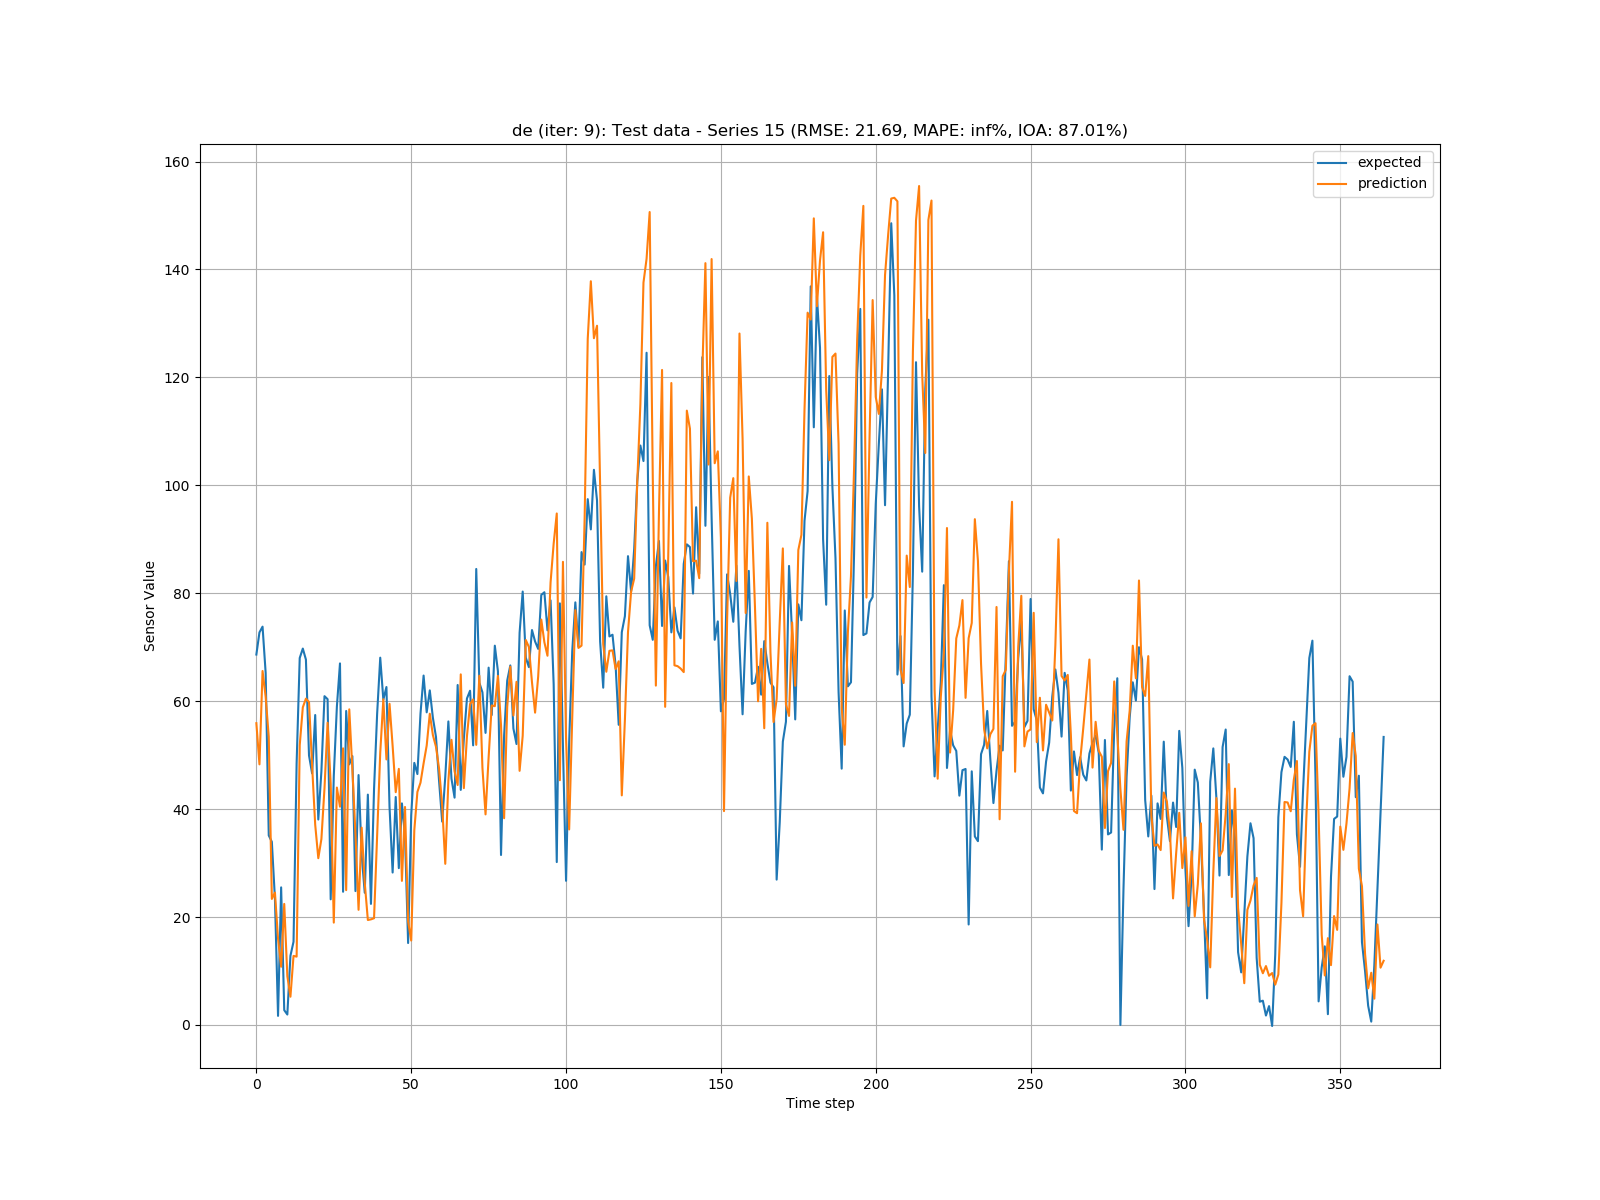 de (iter: 9): Test data - Series 15 (RMSE: 21.69, MAPE: inf%, IOA: 87.01%)
expected
prediction
160
140
120
100
80
60
40
20
0
Sensor Value
0 50 100 150 200 250 300 350
Time step